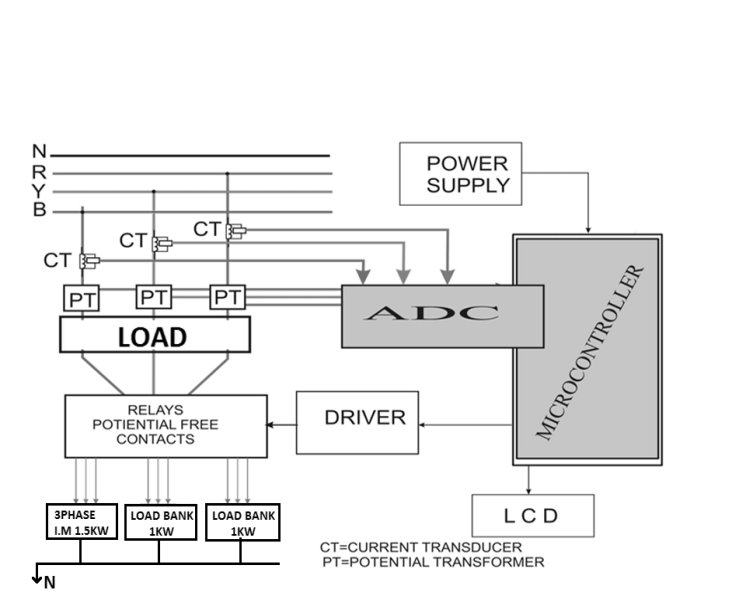 N
R
Y
B
POWER
SUPPLY
CT
CT
CT
PT
PT
PT
ADC
LOAD
MICROCONTROLLER
RELAYS
POTIENTIAL FREE
CONTACTS
DRIVER
3PHASE
I.M 1.5KW
LOAD BANK
1KW
LOAD BANK
1KW
LCD
CT=CURRENT TRANSDUCER
PT=POTENTIAL TRANSFORMER
N